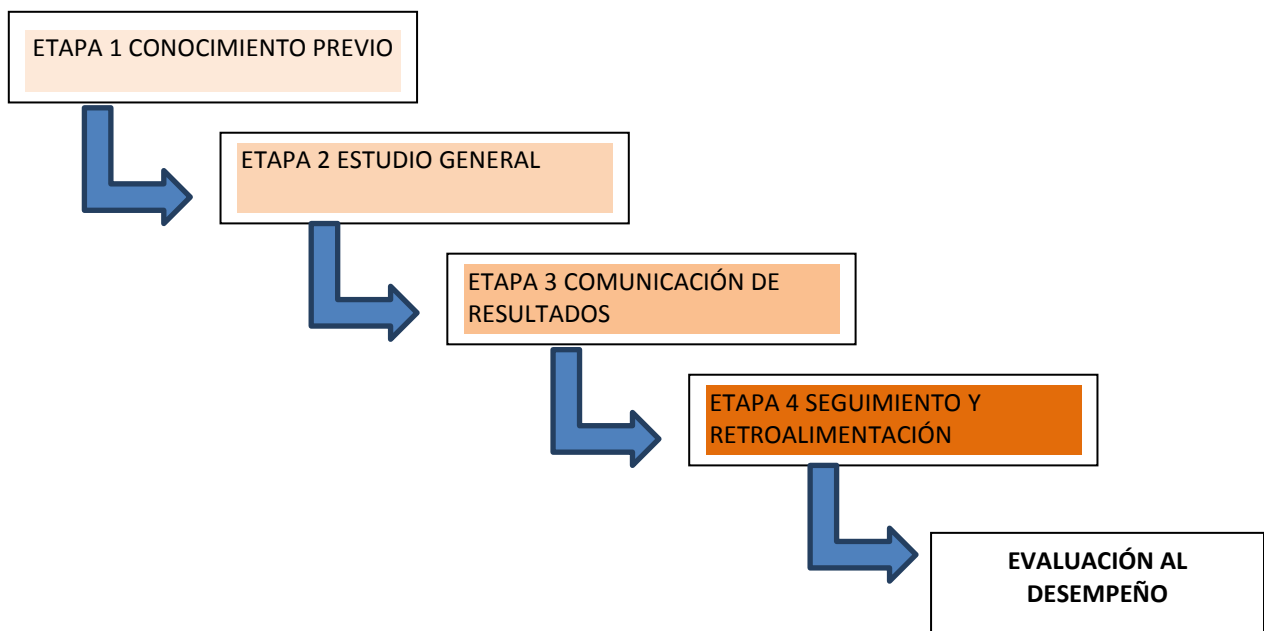 ETAPA 1 CONOCIMIENTO PREVIO
ETAPA 2 ESTUDIO GENERAL
ETAPA 3 COMUNICACIÓN DE
RESULTADOS
ETAPA 4 SEGUIMIENTO Y
RETROALIMENTACIÓN
EVALUACIÓN AL
DESEMPEÑO